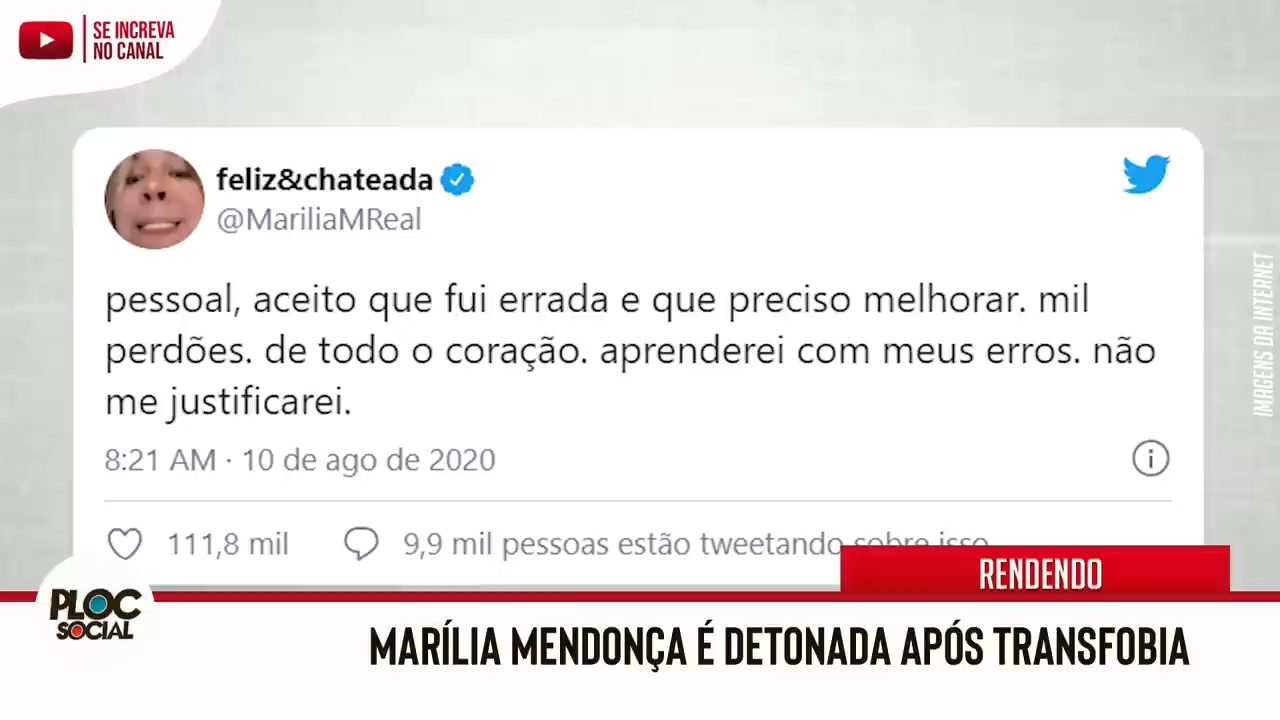 SE INCREVA
NO CANAL
feliz&chateada
@MariliaMReal
pessoal, aceito que fui errada e que preciso melhorar. mil
perdões. de todo o coração. aprenderei com meus erros. não
me justificarei.
8:21 AM · 10 de ago de 2020
111,8 mil
9,9 mil pessoas estão tweetando sobre isso
IMAGENS DA INTERNET
RENDENDO
PLOC
SOCIAL
MARÍLIA MENDONÇA É DETONADA APÓS TRANSFOBIA